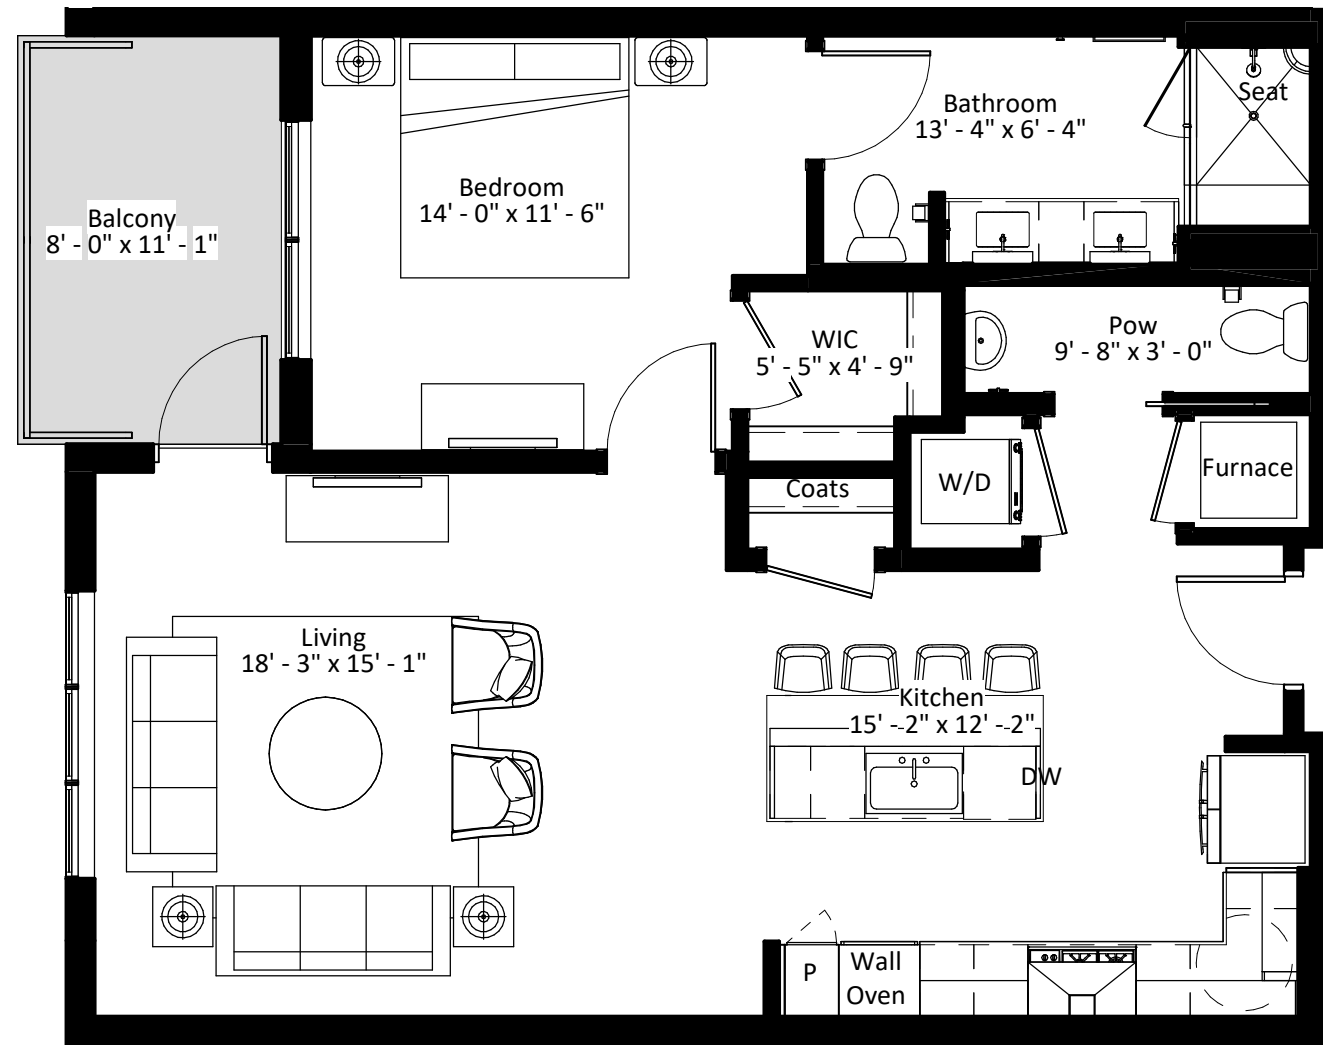 Bathroom
13' - 4" x 6' - 4"
Seat
Bedroom
14' - 0" x 11' - 6"
Balcony
8' - 0" x 11' - 1"
WIC
5' - 5" x 4' - 9"
Pow
9' - 8" x 3' - 0"
Coats
W/D
Furnace
Living
18' - 3" x 15' - 1"
Kitchen
15' - 2" x 12' - 2"
DW
P
Wall
Oven